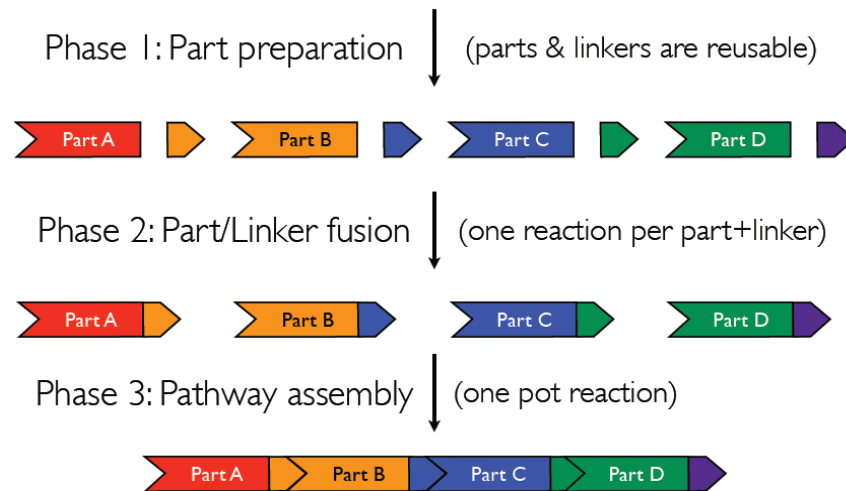 Phase 1: Part preparation (parts & linkers are reusable)
Part A Part B Part C Part D
Phase 2: Part/Linker fusion (one reaction per part+linker)
Part A Part B Part C Part D
Phase 3: Pathway assembly (one pot reaction)
Part A Part B Part C Part D